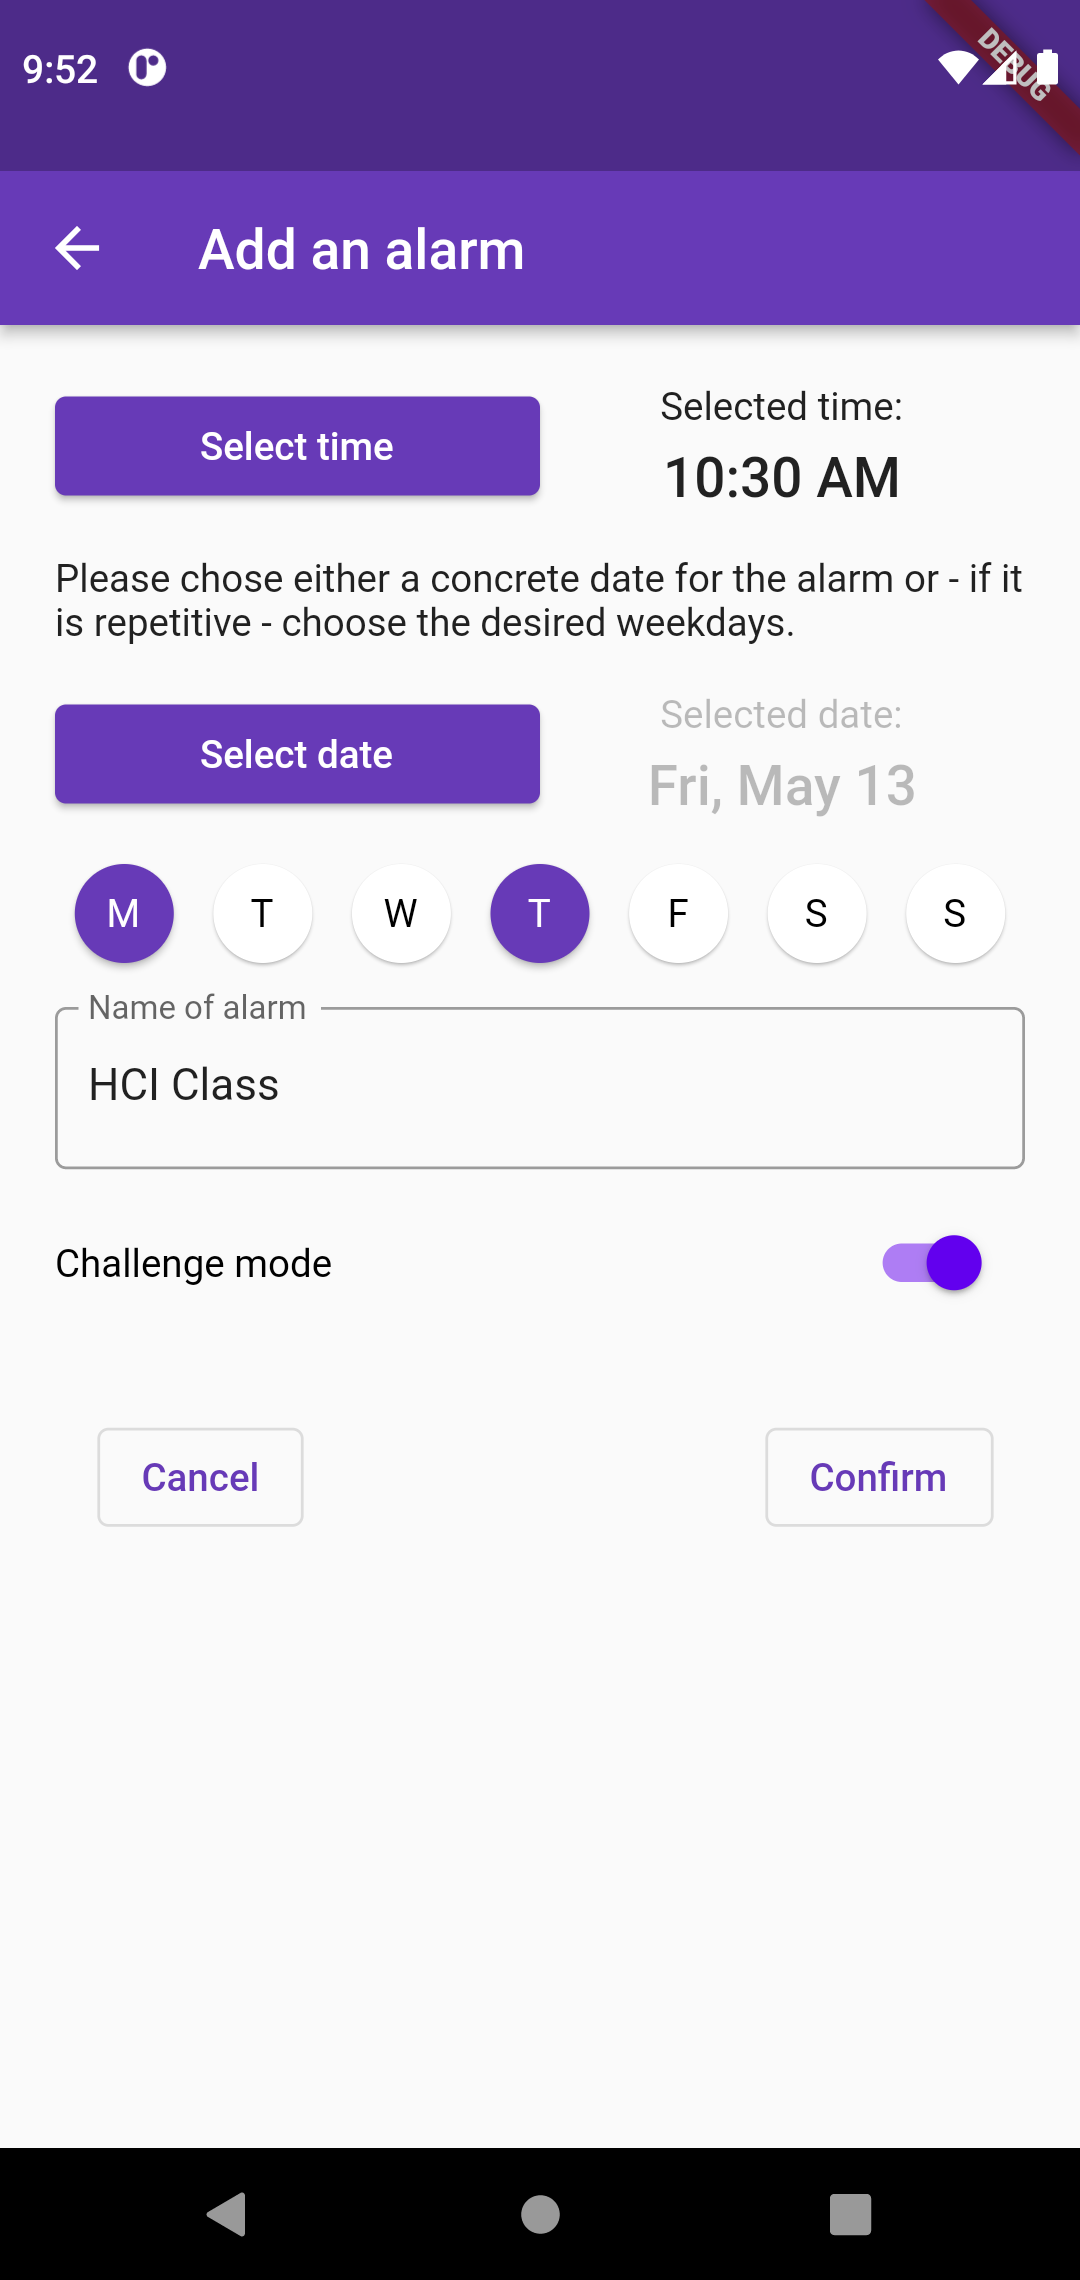 9:52
DEBUG
Add an alarm
Select time
Selected time:
10:30 AM
Please chose either a concrete date for the alarm or - if it
is repetitive - choose the desired weekdays.
Select date
Selected date:
Fri, May 13
M T W T F S S
Name of alarm
HCI Class
Challenge mode
Cancel
Confirm